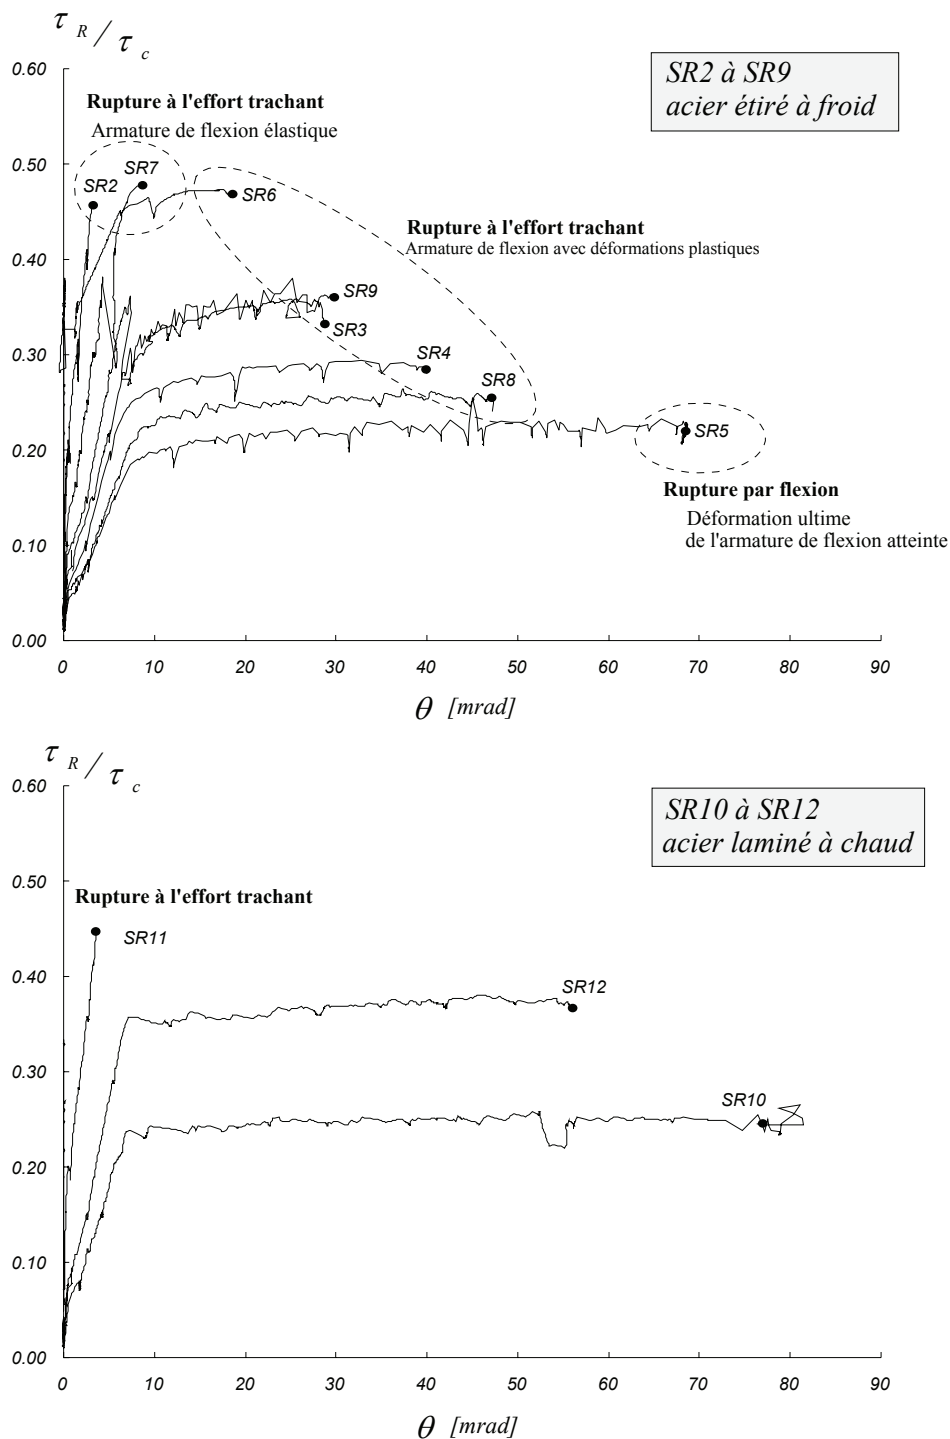 τ R / τ c
0.60
0.50
0.40
0.30
0.20
0.10
0.00
SR2 à SR9
acier étiré à froid
Rupture à l'effort trachant
Armature de flexion élastique
SR2
SR7
SR6
Rupture à l'effort trachant
Armature de flexion avec déformations plastiques
SR9
SR3
SR4
SR8
SR5
Rupture par flexion
Déformation ultime
de l'armature de flexion atteinte
0 10 20 30 40 50 60 70 80 90
θ [mrad]
τ R / τ c
0.60
0.50
0.40
0.30
0.20
0.10
0.00
SR10 à SR12
acier laminé à chaud
Rupture à l'effort trachant
SR11
SR12
SR10
0 10 20 30 40 50 60 70 80 90
θ [mrad]